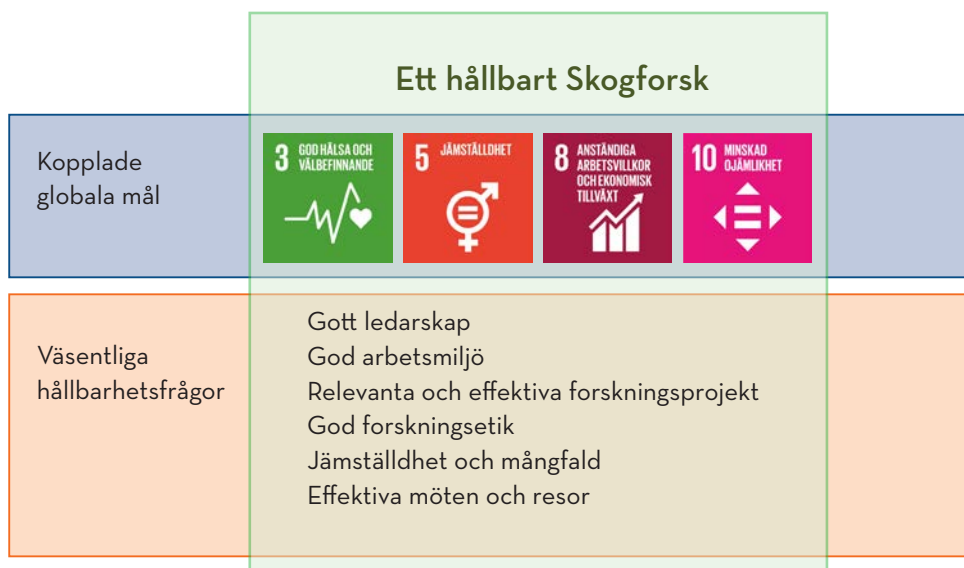 Ett hållbart Skogforsk
Kopplade
globala mål
3 GOD HÄLSA OCH
VÄLBEFINNANDE
5 JÄMSTÄLLDHET
8 ANSTÄNDIGA
ARBETSVILLKOR
OCH EKONOMISK
TILLVÄXT
10 MINSKAD
OJÄMLIKHET
Väsentliga
hållbarhetsfrågor
Gott ledarskap
God arbetsmiljö
Relevanta och effektiva forskningsprojekt
God forskningsetik
Jämställdhet och mångfald
Effektiva möten och resor